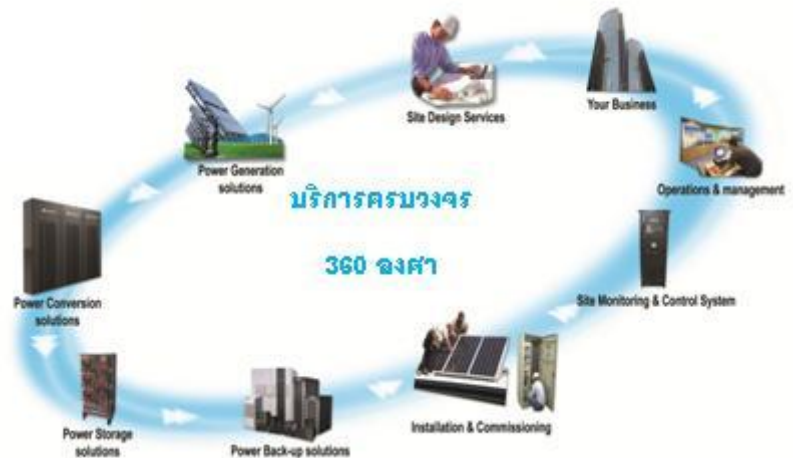 Site Design Services
Your Business
Power Generation
solutions
Operations & management
บริการครบวงจร
360 องศา
Power Conversion
solutions
Site Monitoring & Control System
Installation & Commissioning
Power Storage
solutions
Power Back-up solutions